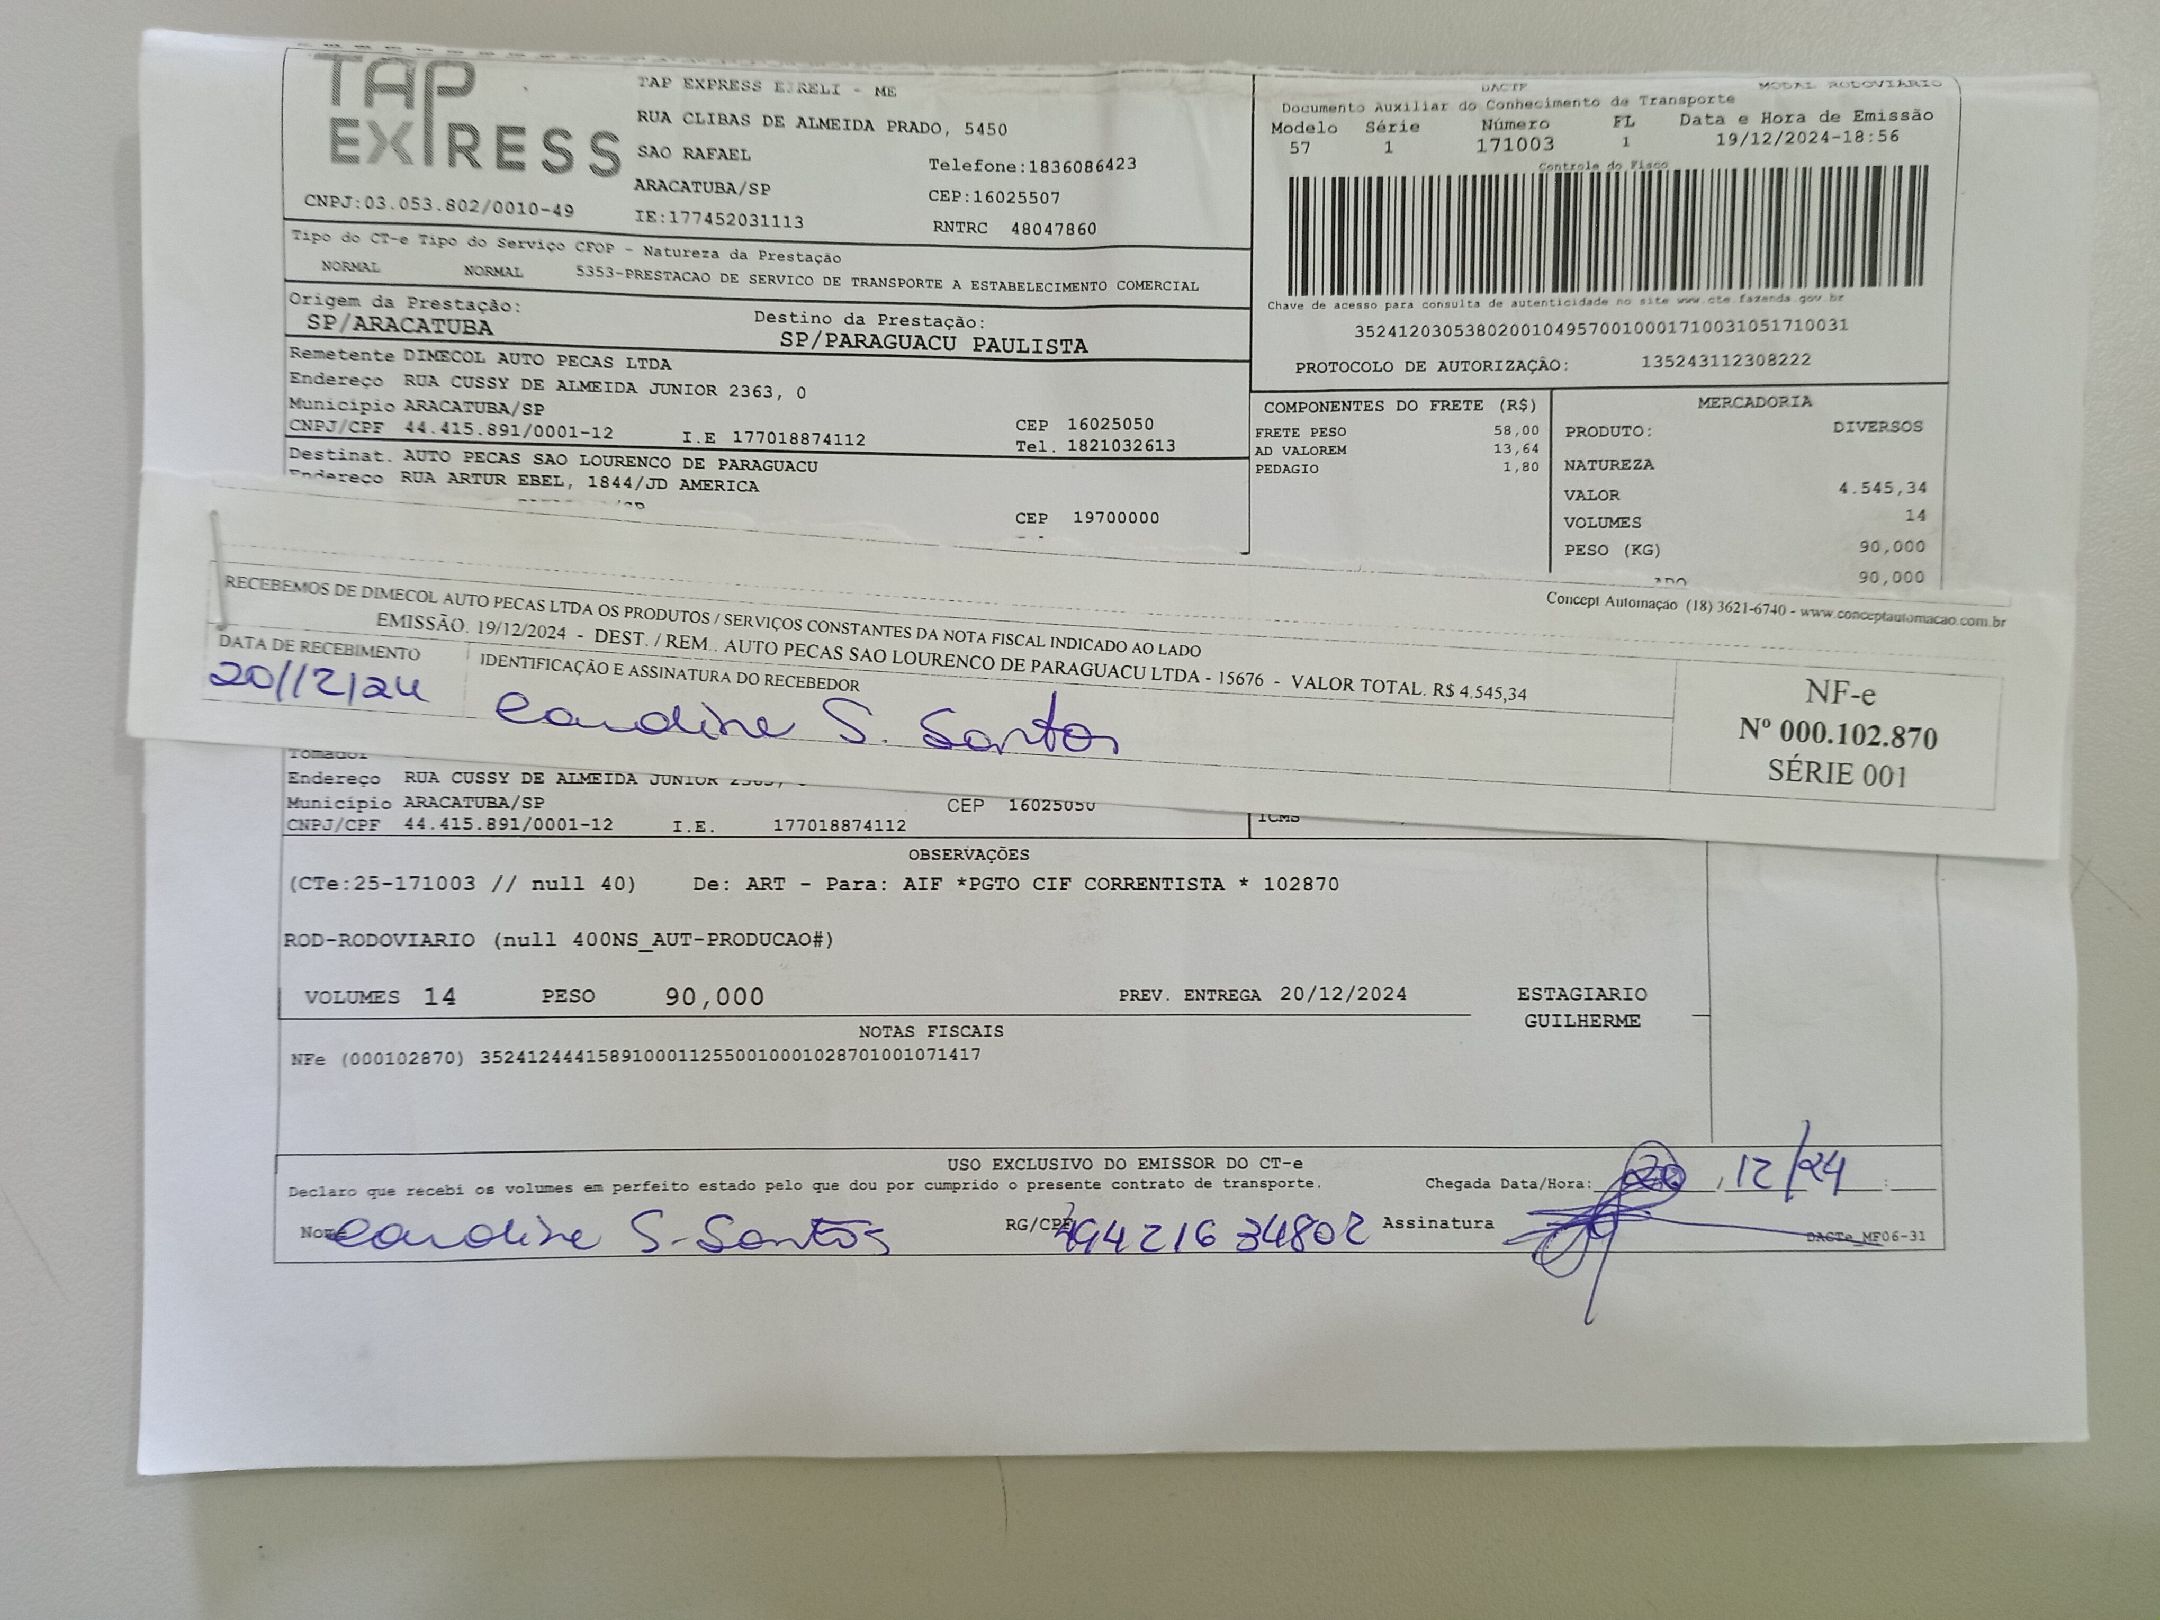 TAP
EXPRESS
CNPJ:03.053.802/0010-49
TAP EXPRESS EIRELI - ME
RUA CLIBAS DE ALMEIDA PRADO, 5450
SAO RAFAEL
Telefone:1836086423
ARACATUBA/SP
CEP:16025507
IE:177452031113
RNTRC 48047860
DACTE
MODAL RODOVIÁRIO
Documento Auxiliar do Conhecimento de Transporte
Modelo Série Número FL Data e Hora de Emissão
57 1 171003 1 19/12/2024-18:56
Controle do Fisco
Chave de acesso para consulta de autenticidade no site www.cte.fazenda.gov.br
35241203053802001049570010001710031051710031
PROTOCOLO DE AUTORIZAÇÃO: 135243112308222
Tipo do CT-e Tipo do Serviço CFOP - Natureza da Prestação
NORMAL NORMAL 5353-PRESTACAO DE SERVICO DE TRANSPORTE A ESTABELECIMENTO COMERCIAL
Origem da Prestação:
SP/ARACATUBA
Destino da Prestação:
SP/PARAGUACU PAULISTA
Remetente DIMECOL AUTO PECAS LTDA
Endereço RUA CUSSY DE ALMEIDA JUNIOR 2363, 0
Município ARACATUBA/SP
CEP 16025050
CNPJ/CPF 44.415.891/0001-12 I.E 177018874112
Tel. 1821032613
Destinat. AUTO PECAS SAO LOURENCO DE PARAGUACU
Endereço RUA ARTUR EBEL, 1844/JD AMERICA
CEP 19700000
COMPONENTES DO FRETE (R$)
FRETE PESO 58,00
AD VALOREM 13,64
PEDAGIO 1,80
MERCADORIA
PRODUTO: DIVERSOS
NATUREZA
VALOR 4.545,34
VOLUMES 14
PESO (KG) 90,000
90,000
Concept Automação (18) 3621-6740 - www.conceptautomacao.com.br
RECEBEMOS DE DIMECOL AUTO PECAS LTDA OS PRODUTOS / SERVIÇOS CONSTANTES DA NOTA FISCAL INDICADO AO LADO
EMISSÃO. 19/12/2024 - DEST. / REM.. AUTO PECAS SAO LOURENCO DE PARAGUACU LTDA - 15676 - VALOR TOTAL. R$ 4.545,34
DATA DE RECEBIMENTO
20/12/24
IDENTIFICAÇÃO E ASSINATURA DO RECEBEDOR
Caroline S. Santos
NF-e
Nº 000.102.870
SÉRIE 001
Tomador
Endereço RUA CUSSY DE ALMEIDA JUNIOR 2363,
Município ARACATUBA/SP CEP 16025050
CNPJ/CPF 44.415.891/0001-12 I.E. 177018874112
ICMS
OBSERVAÇÕES
(CTe:25-171003 // null 40) De: ART - Para: AIF *PGTO CIF CORRENTISTA * 102870
ROD-RODOVIARIO (null 400NS_AUT-PRODUCAO#)
VOLUMES 14 PESO 90,000 PREV. ENTREGA 20/12/2024
ESTAGIARIO
GUILHERME
NOTAS FISCAIS
NFe (000102870) 35241244415891000112550010001028701001071417
USO EXCLUSIVO DO EMISSOR DO CT-e
Declaro que recebi os volumes em perfeito estado pelo que dou por cumprido o presente contrato de transporte.
Chegada Data/Hora: 20 12/24
Nome Caroline S. Santos RG/CPF 49421634802 Assinatura
DACTe_MF06-31